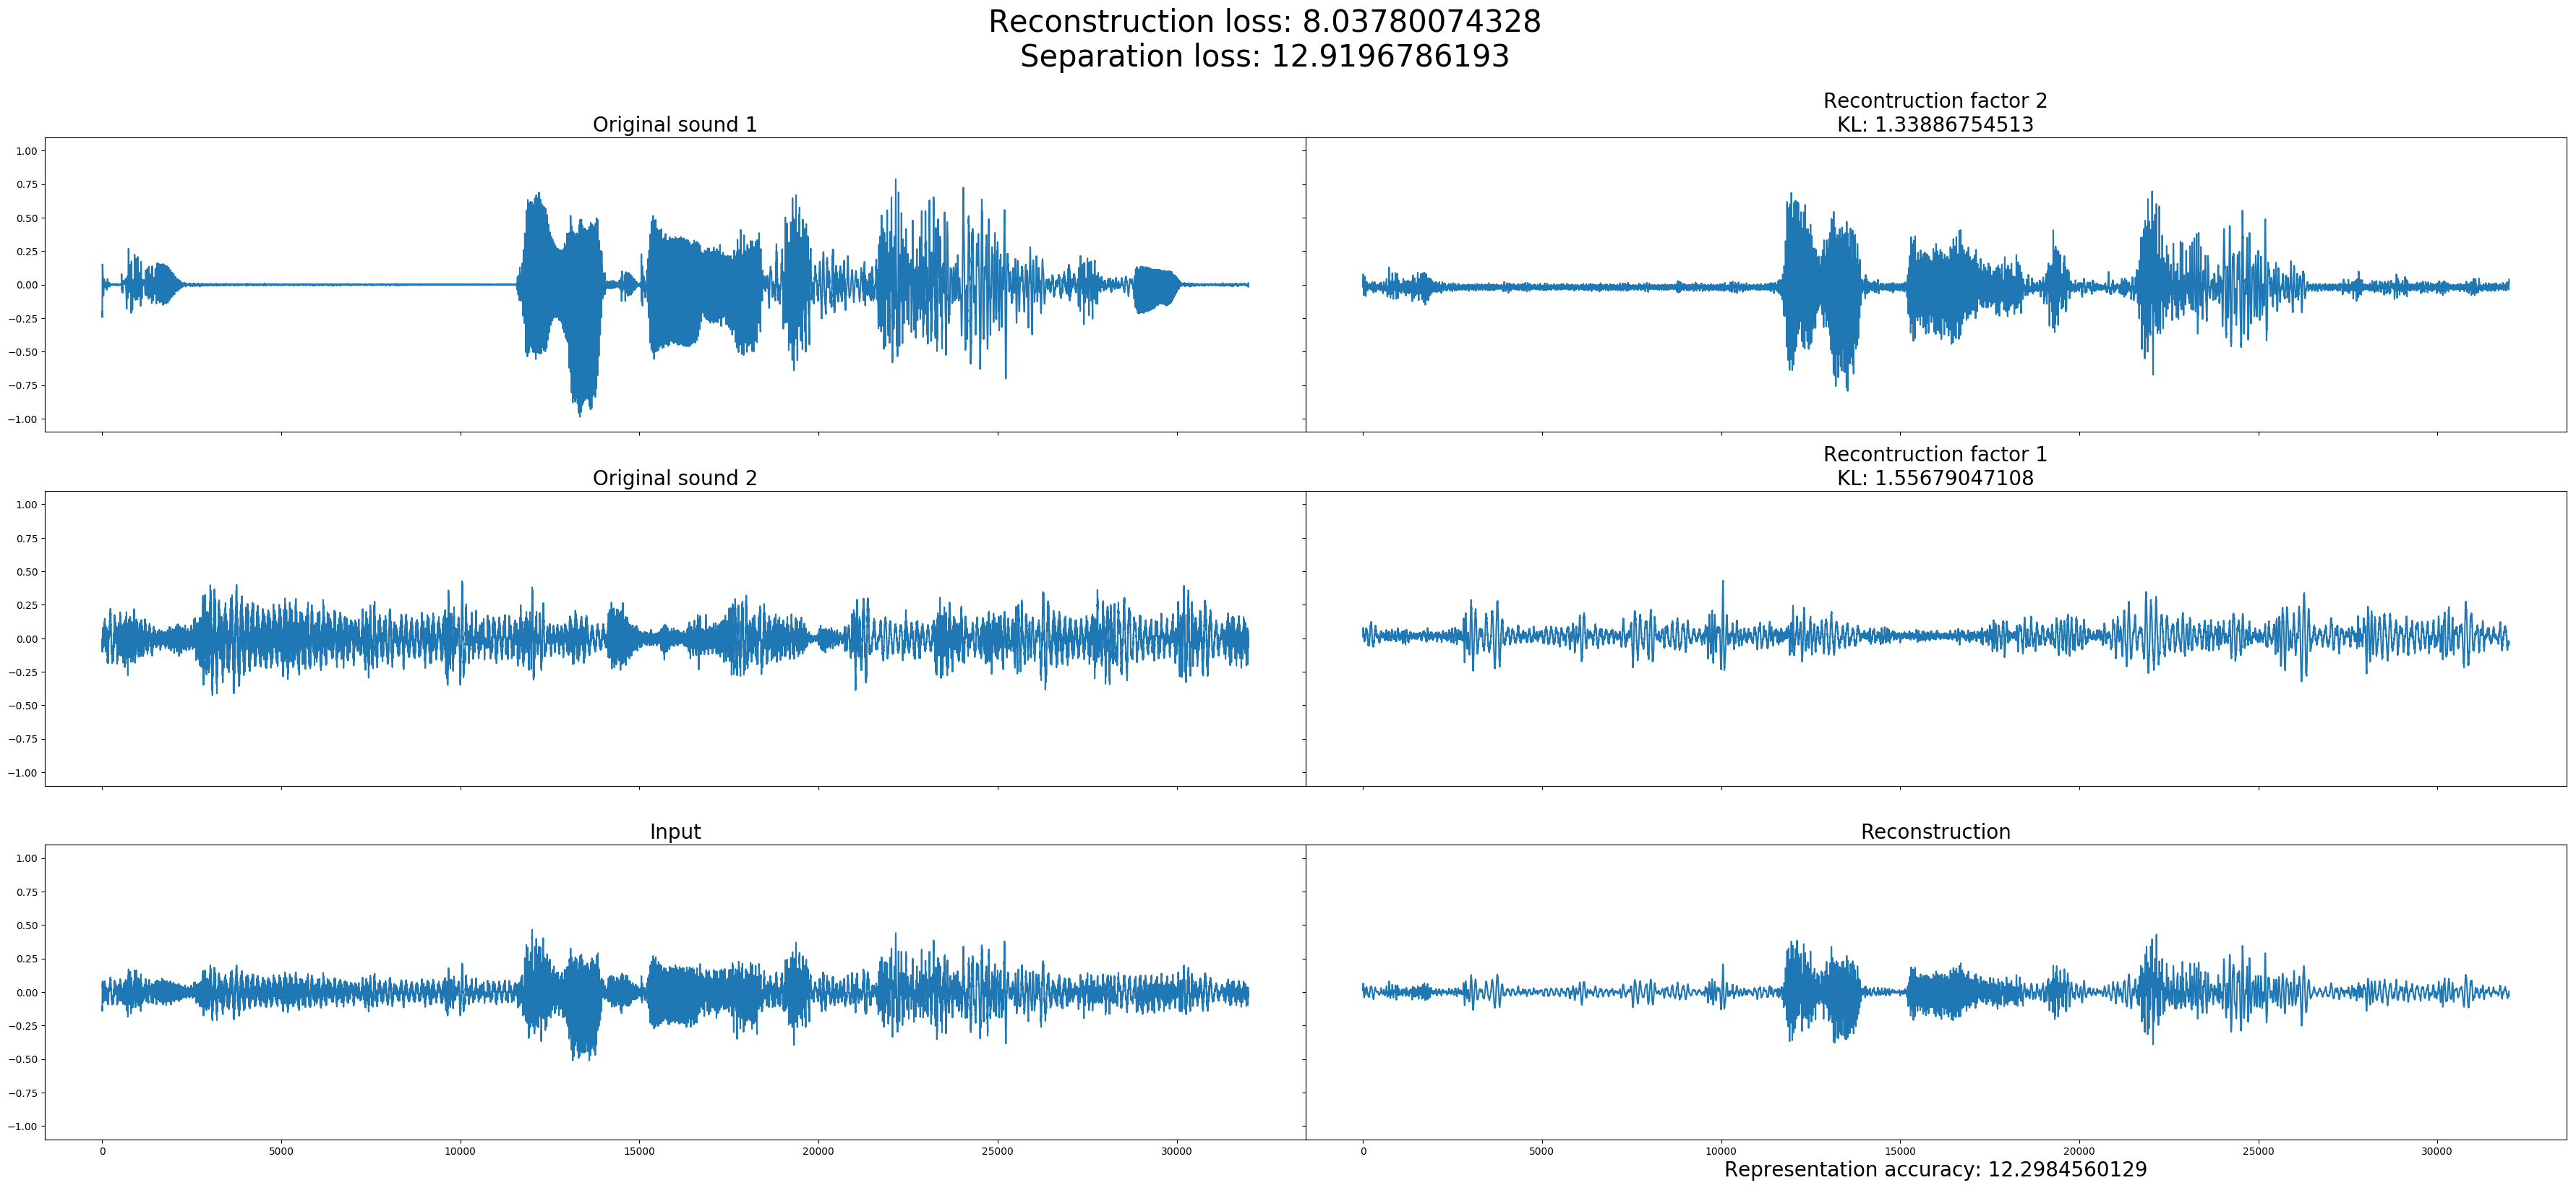 Reconstruction loss: 8.03780074328
Separation loss: 12.9196786193
Original sound 1
1.00
0.75
0.50
0.25
0.00
−0.25
−0.50
−0.75
−1.00
Recontruction factor 2
KL: 1.33886754513
Original sound 2
1.00
0.75
0.50
0.25
0.00
−0.25
−0.50
−0.75
−1.00
Recontruction factor 1
KL: 1.55679047108
Input
1.00
0.75
0.50
0.25
0.00
−0.25
−0.50
−0.75
−1.00
0 5000 10000 15000 20000 25000 30000
Reconstruction
0 5000 10000 15000 20000 25000 30000
Representation accuracy: 12.2984560129